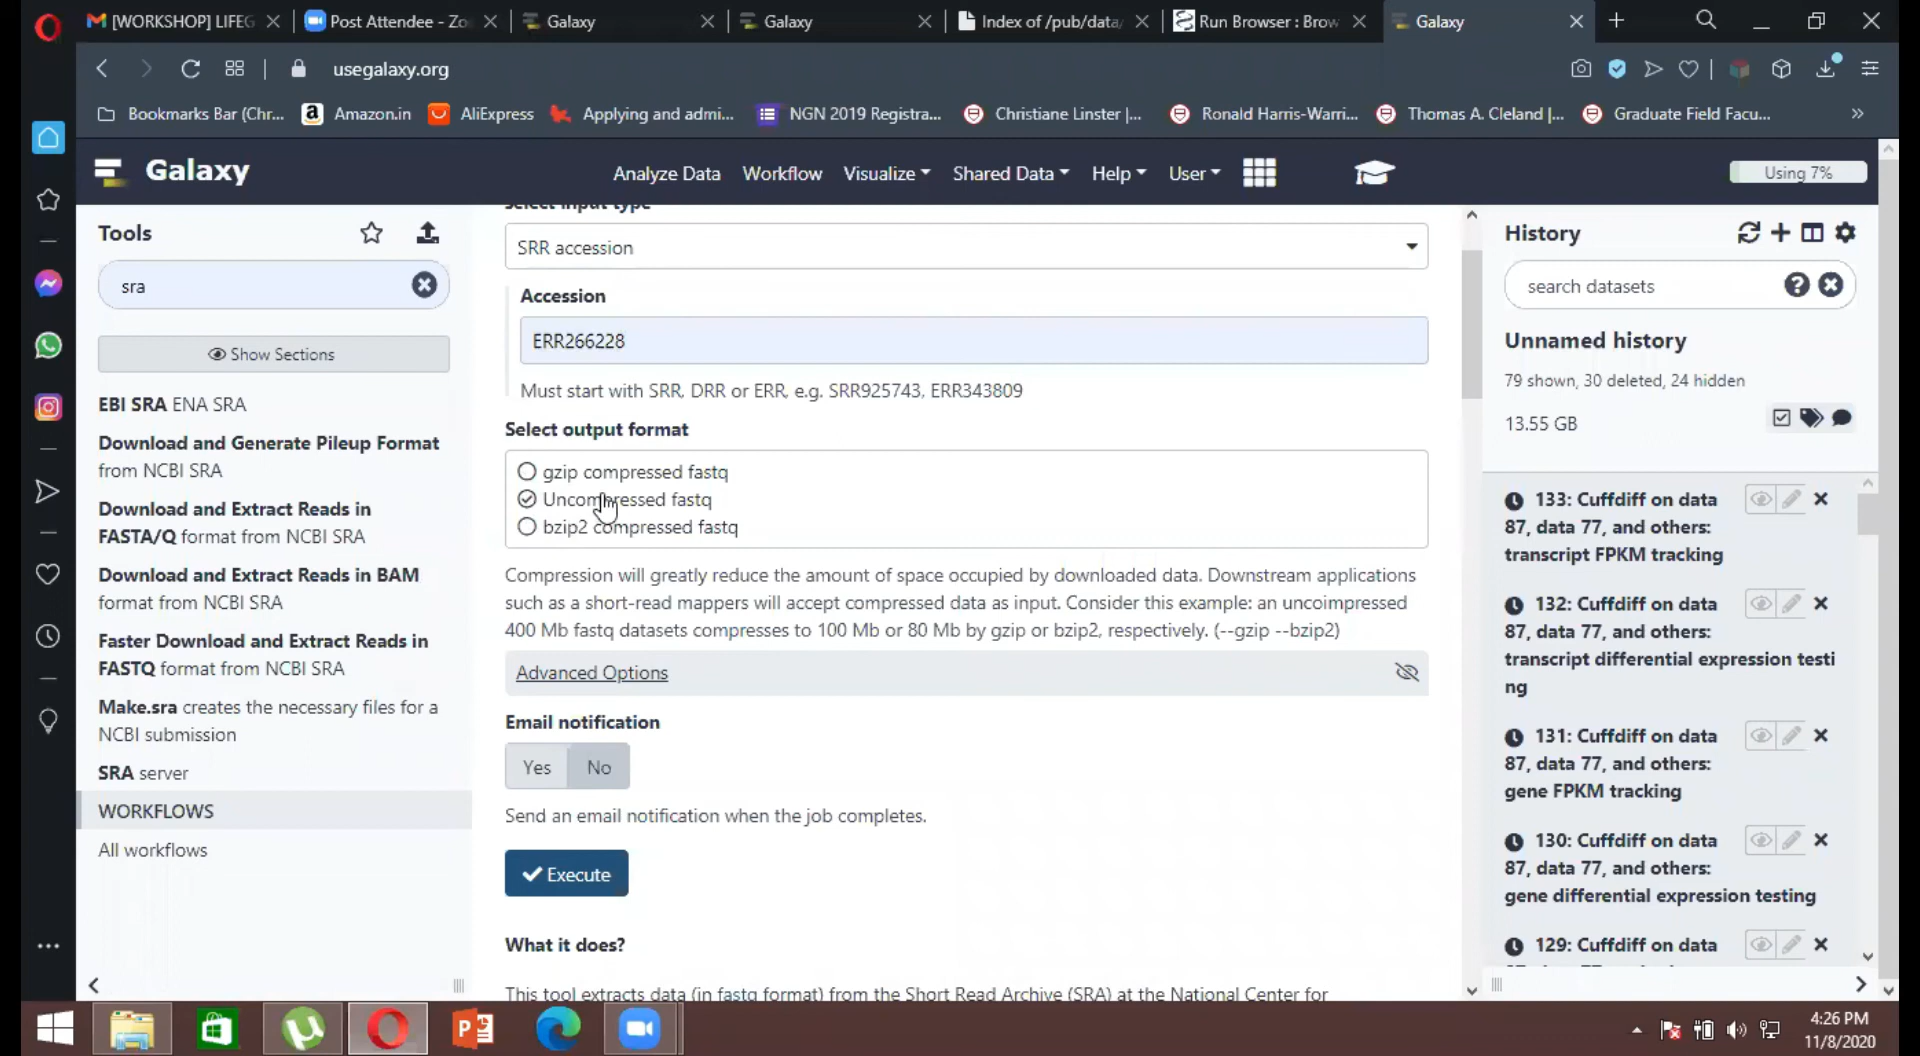 [WORKSHOP] LIFEG
Post Attendee - Zo
Galaxy
Galaxy
Index of /pub/data/
Run Browser : Brow
Galaxy
usegalaxy.org
Bookmarks Bar (Chr...
Amazon.in
AliExpress
Applying and admi...
NGN 2019 Registra...
Christiane Linster |...
Ronald Harris-Warri...
Thomas A. Cleland |...
Graduate Field Facu...
»
Galaxy
Analyze Data
Workflow
Visualize
Shared Data
Help
User
Using 7%
Tools
sra
Show Sections
EBI SRA ENA SRA
Download and Generate Pileup Format
from NCBI SRA
Download and Extract Reads in
FASTA/Q format from NCBI SRA
Download and Extract Reads in BAM
format from NCBI SRA
Faster Download and Extract Reads in
FASTQ format from NCBI SRA
Make.sra creates the necessary files for a
NCBI submission
SRA server
WORKFLOWS
All workflows
Select input type
SRR accession
Accession
ERR266228
Must start with SRR, DRR or ERR, e.g. SRR925743, ERR343809
Select output format
gzip compressed fastq
Uncompressed fastq
bzip2 compressed fastq
Compression will greatly reduce the amount of space occupied by downloaded data. Downstream applications
such as a short-read mappers will accept compressed data as input. Consider this example: an uncoimpressed
400 Mb fastq datasets compresses to 100 Mb or 80 Mb by gzip or bzip2, respectively. (--gzip --bzip2)
Advanced Options
Email notification
Yes
No
Send an email notification when the job completes.
Execute
What it does?
This tool extracts data (in fastq format) from the Short Read Archive (SRA) at the National Center for
History
search datasets
Unnamed history
79 shown, 30 deleted, 24 hidden
13.55 GB
133: Cuffdiff on data
87, data 77, and others:
transcript FPKM tracking
132: Cuffdiff on data
87, data 77, and others:
transcript differential expression testi
ng
131: Cuffdiff on data
87, data 77, and others:
gene FPKM tracking
130: Cuffdiff on data
87, data 77, and others:
gene differential expression testing
129: Cuffdiff on data
4:26 PM
11/8/2020